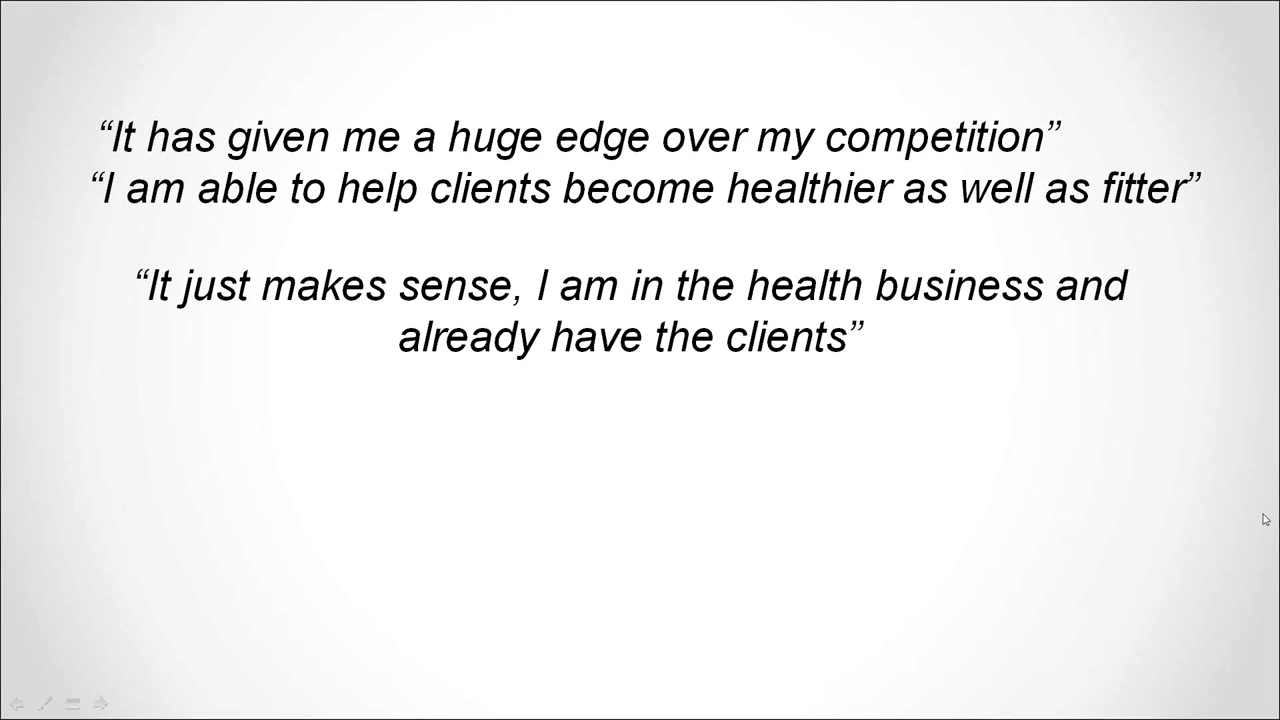 “It has given me a huge edge over my competition”
“I am able to help clients become healthier as well as fitter”
“It just makes sense, I am in the health business and
already have the clients”